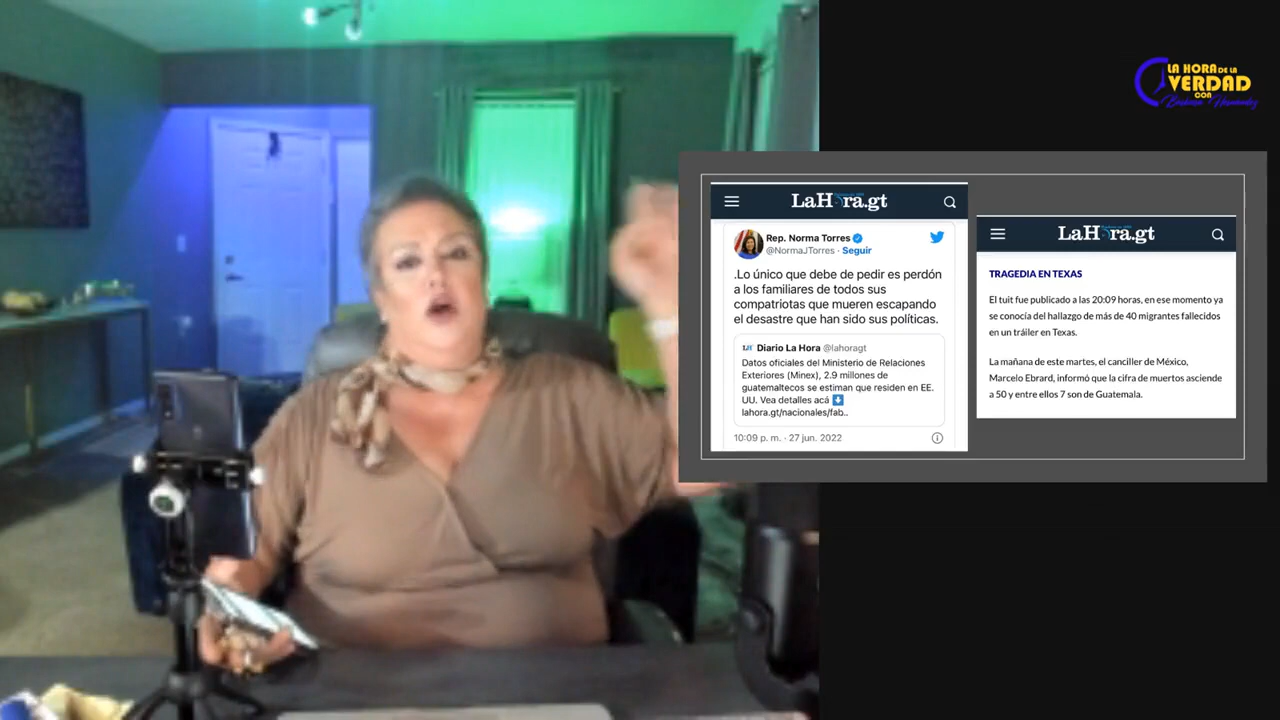 LA HORA DE LA
VERDAD
CON
LaHora.gt
Rep. Norma Torres
@NormaJTorres · Seguir
.Lo único que debe de pedir es perdón
a los familiares de todos sus
compatriotas que mueren escapando
el desastre que han sido sus políticas.
Diario La Hora @lahoragt
Datos oficiales del Ministerio de Relaciones
Exteriores (Minex), 2.9 millones de
guatemaltecos se estiman que residen en EE.
UU. Vea detalles acá ⬇
lahora.gt/nacionales/fab..
10:09 p. m. · 27 jun. 2022
LaHora.gt
TRAGEDIA EN TEXAS
El tuit fue publicado a las 20:09 horas, en ese momento ya
se conocía del hallazgo de más de 40 migrantes fallecidos
en un tráiler en Texas.
La mañana de este martes, el canciller de México,
Marcelo Ebrard, informó que la cifra de muertos asciende
a 50 y entre ellos 7 son de Guatemala.